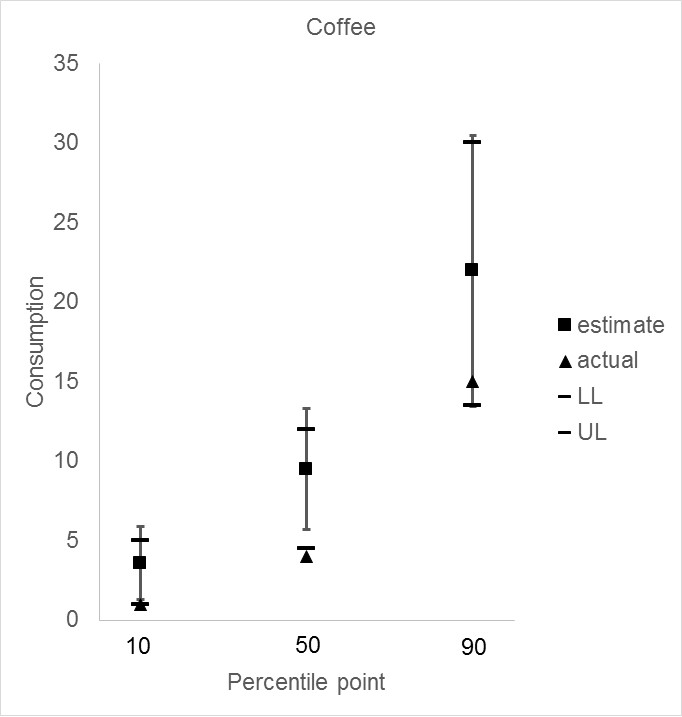 Coffee
35
30
25
20
15
10
5
0
Consumption
10 50 90
Percentile point
estimate
actual
LL
UL